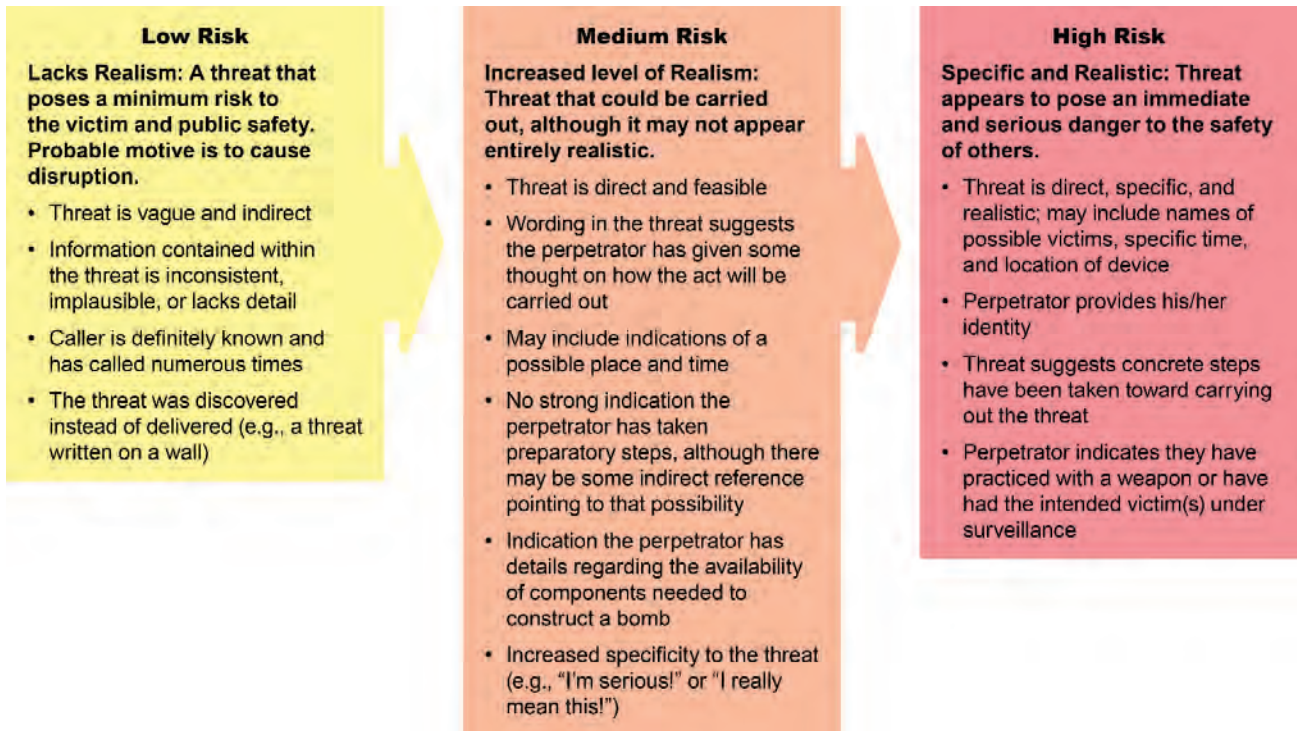 Low Risk
Lacks Realism: A threat that
poses a minimum risk to
the victim and public safety.
Probable motive is to cause
disruption.
• Threat is vague and indirect
• Information contained within
the threat is inconsistent,
implausible, or lacks detail
• Caller is definitely known and
has called numerous times
• The threat was discovered
instead of delivered (e.g., a threat
written on a wall)
Medium Risk
Increased level of Realism:
Threat that could be carried
out, although it may not appear
entirely realistic.
• Threat is direct and feasible
• Wording in the threat suggests
the perpetrator has given some
thought on how the act will be
carried out
• May include indications of a
possible place and time
• No strong indication the
perpetrator has taken
preparatory steps, although there
may be some indirect reference
pointing to that possibility
• Indication the perpetrator has
details regarding the availability
of components needed to
construct a bomb
• Increased specificity to the threat
(e.g., “I’m serious!” or “I really
mean this!”)
High Risk
Specific and Realistic: Threat
appears to pose an immediate
and serious danger to the safety
of others.
• Threat is direct, specific, and
realistic; may include names of
possible victims, specific time,
and location of device
• Perpetrator provides his/her
identity
• Threat suggests concrete steps
have been taken toward carrying
out the threat
• Perpetrator indicates they have
practiced with a weapon or have
had the intended victim(s) under
surveillance